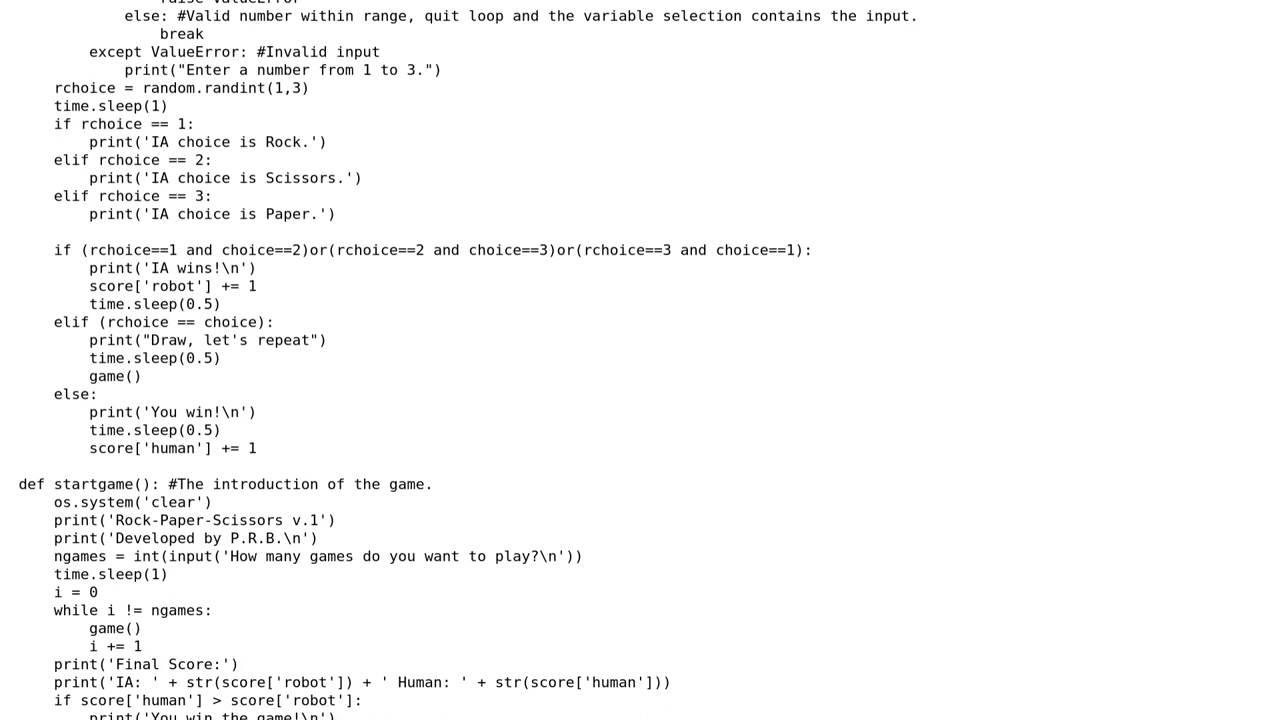 raise ValueError
            else: #Valid number within range, quit loop and the variable selection contains the input.
                break
        except ValueError: #Invalid input
            print("Enter a number from 1 to 3.")
    rchoice = random.randint(1,3)
    time.sleep(1)
    if rchoice == 1:
        print('IA choice is Rock.')
    elif rchoice == 2:
        print('IA choice is Scissors.')
    elif rchoice == 3:
        print('IA choice is Paper.')

    if (rchoice==1 and choice==2)or(rchoice==2 and choice==3)or(rchoice==3 and choice==1):
        print('IA wins!\n')
        score['robot'] += 1
        time.sleep(0.5)
    elif (rchoice == choice):
        print("Draw, let's repeat")
        time.sleep(0.5)
        game()
    else:
        print('You win!\n')
        time.sleep(0.5)
        score['human'] += 1

def startgame(): #The introduction of the game.
    os.system('clear')
    print('Rock-Paper-Scissors v.1')
    print('Developed by P.R.B.\n')
    ngames = int(input('How many games do you want to play?\n'))
    time.sleep(1)
    i = 0
    while i != ngames:
        game()
        i += 1
    print('Final Score:')
    print('IA: ' + str(score['robot']) + ' Human: ' + str(score['human']))
    if score['human'] > score['robot']:
        print('You win the game!\n')